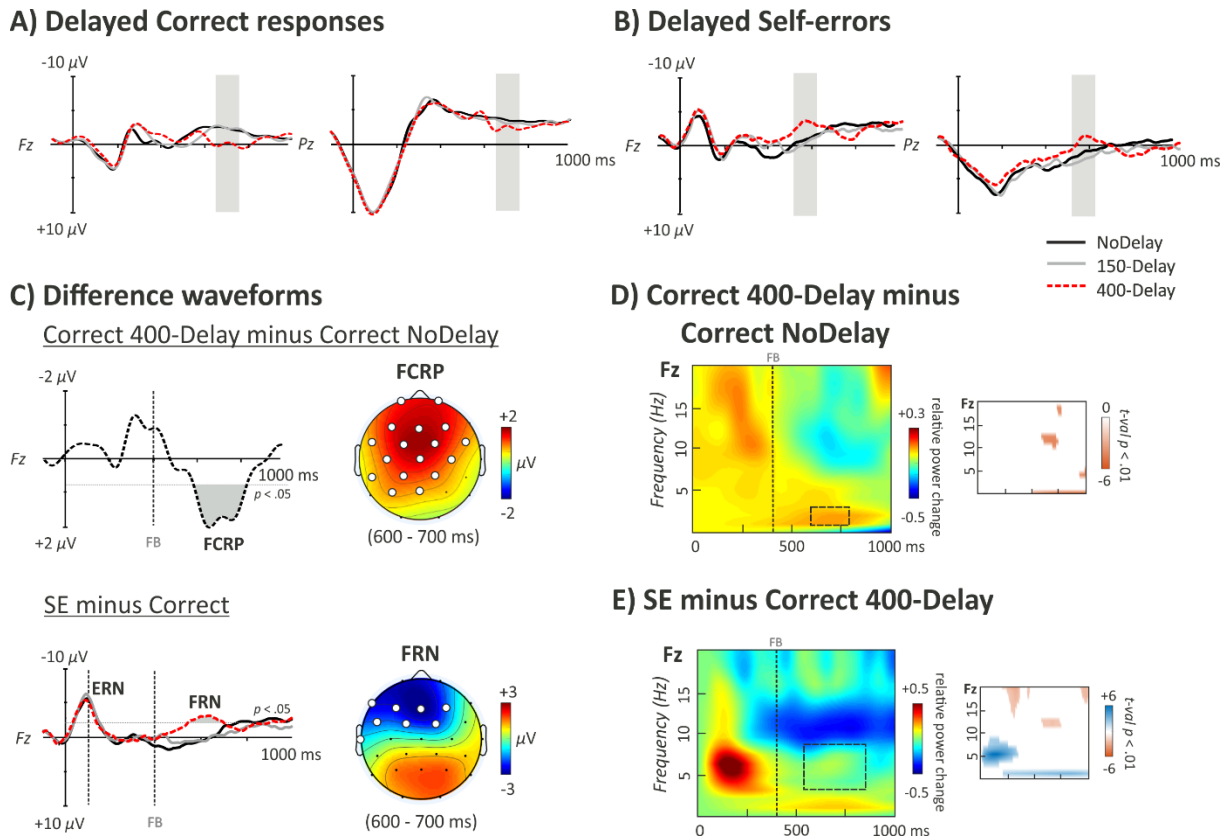 A) Delayed Correct responses
-10 µV
Fz
+10 µV
Pz
1000 ms
B) Delayed Self-errors
-10 µV
Fz
+10 µV
Pz
1000 ms
NoDelay
150-Delay
400-Delay
C) Difference waveforms
Correct 400-Delay minus Correct NoDelay
-2 µV
Fz
+2 µV
1000 ms
p < .05
FB
FCRP
FCRP
+2
µV
-2
(600 - 700 ms)
SE minus Correct
-10 µV
ERN
FRN
p < .05
Fz
1000 ms
+10 µV
FB
FRN
+3
µV
-3
(600 - 700 ms)
D) Correct 400-Delay minus
Correct NoDelay
Fz
FB
Frequency (Hz)
15
10
5
0
500
1000 ms
+0.3
-0.5
relative power change
Fz
15
10
5
0
-6
t-val p < .01
E) SE minus Correct 400-Delay
Fz
FB
Frequency (Hz)
15
10
5
0
500
1000 ms
+0.5
-0.5
relative power change
Fz
15
10
5
+6
-6
t-val p < .01